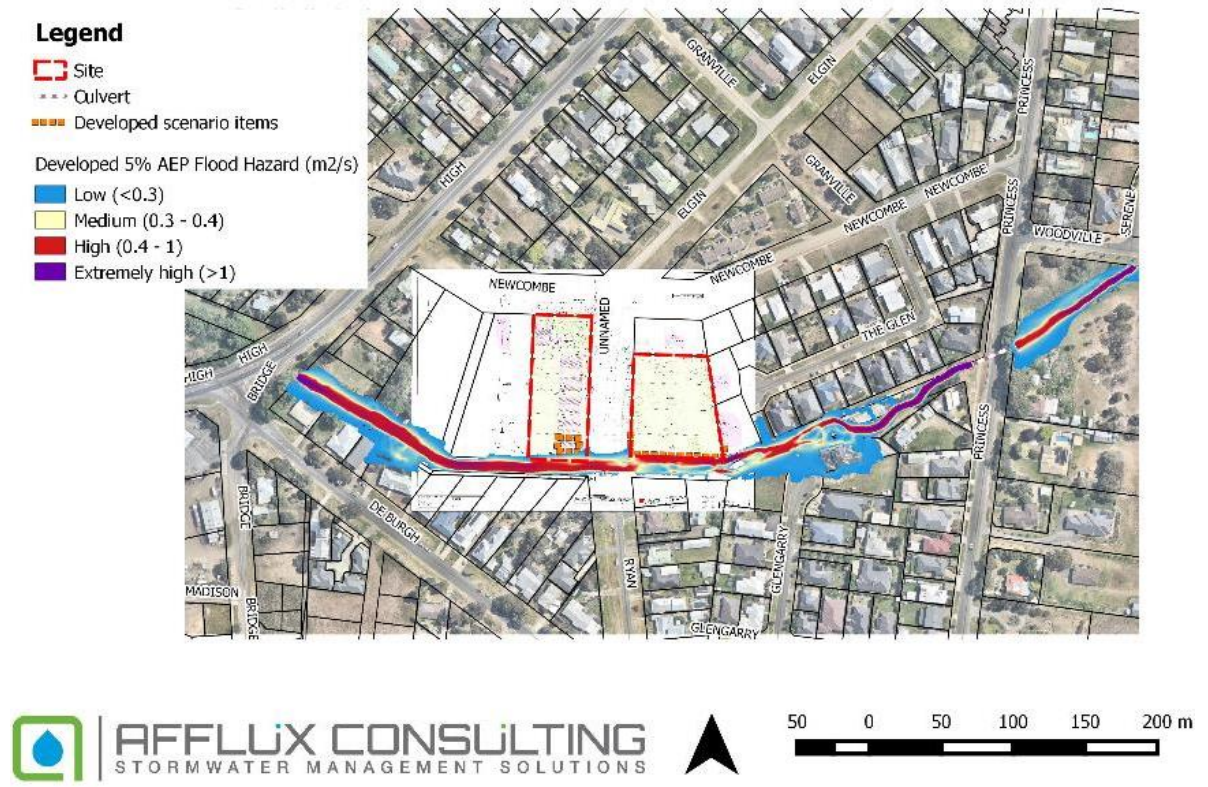 Legend
Site
Culvert
Developed scenario items
Developed 5% AEP Flood Hazard (m2/s)
Low (<0.3)
Medium (0.3 - 0.4)
High (0.4 - 1)
Extremely high (>1)
GRANVILLE
ELGIN
PRINCESS
HIGH
GRANVILLE
NEWCOMBE
ELGIN
NEWCOMBE
PRINCESS
SERENE
WOODVILLE
NEWCOMBE
NEWCOMBE
UNNAMED
THE GLEN
HIGH
HIGH
BRIDGE
PRINCESS
BRIDGE
DE BURGH
RYAN
GLENGARRY
MADISON
BRIDGE
GLENGARRY
AFFLUX CONSULTING
STORMWATER MANAGEMENT SOLUTIONS
50 0 50 100 150 200 m